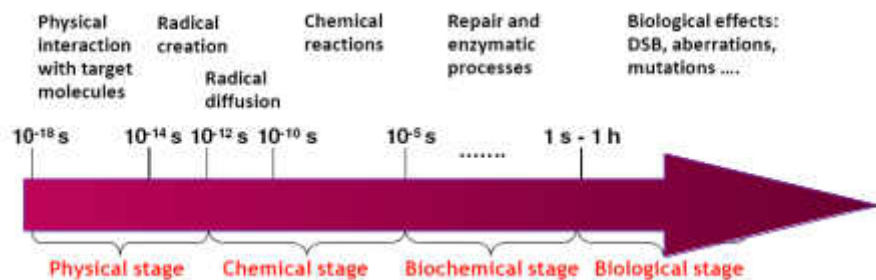 Physical
interaction
with target
molecules
Radical
creation
Radical
diffusion
Chemical
reactions
Repair and
enzymatic
processes
Biological effects:
DSB, aberrations,
mutations ....
10⁻¹⁸ s
10⁻¹⁴ s
10⁻¹² s
10⁻¹⁰ s
10⁻⁵ s
.......
1 s - 1 h
Physical stage
Chemical stage
Biochemical stage
Biological stage